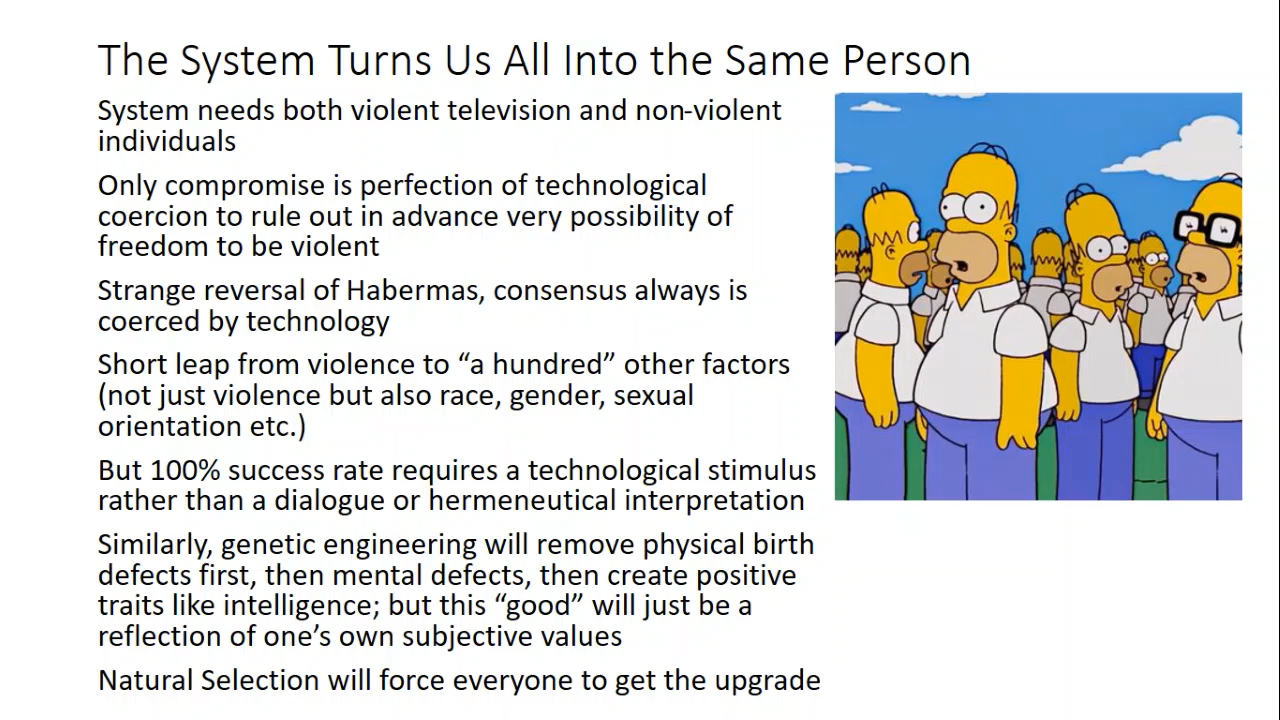 The System Turns Us All Into the Same Person
System needs both violent television and non-violent
individuals
Only compromise is perfection of technological
coercion to rule out in advance very possibility of
freedom to be violent
Strange reversal of Habermas, consensus always is
coerced by technology
Short leap from violence to “a hundred” other factors
(not just violence but also race, gender, sexual
orientation etc.)
But 100% success rate requires a technological stimulus
rather than a dialogue or hermeneutical interpretation
Similarly, genetic engineering will remove physical birth
defects first, then mental defects, then create positive
traits like intelligence; but this “good” will just be a
reflection of one’s own subjective values
Natural Selection will force everyone to get the upgrade